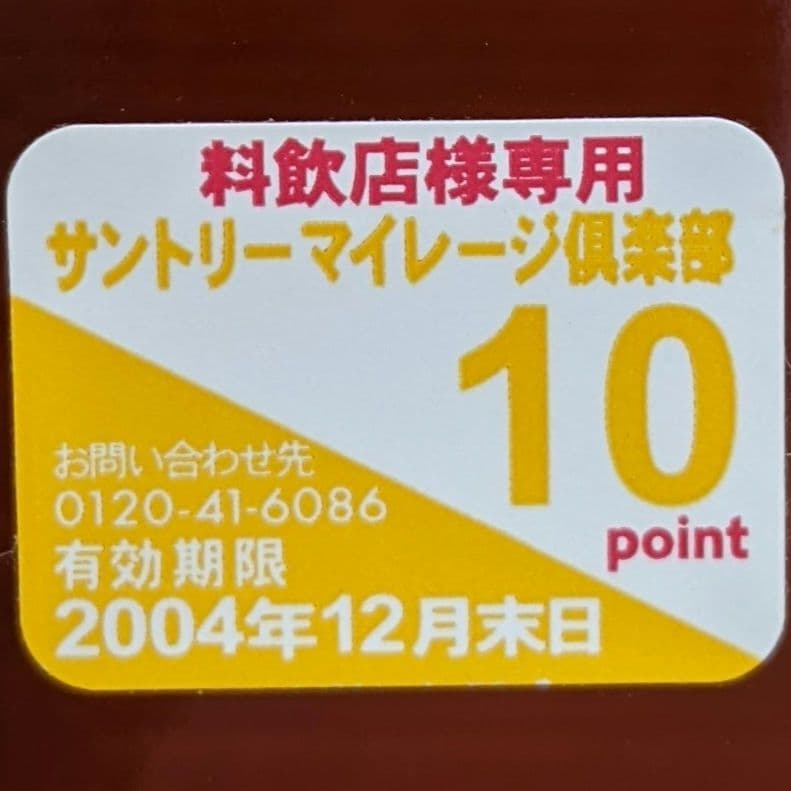 料飲店様専用
サントリーマイレージ倶楽部
10
point
お問い合わせ先
0120-41-6086
有効期限
2004年12月末日